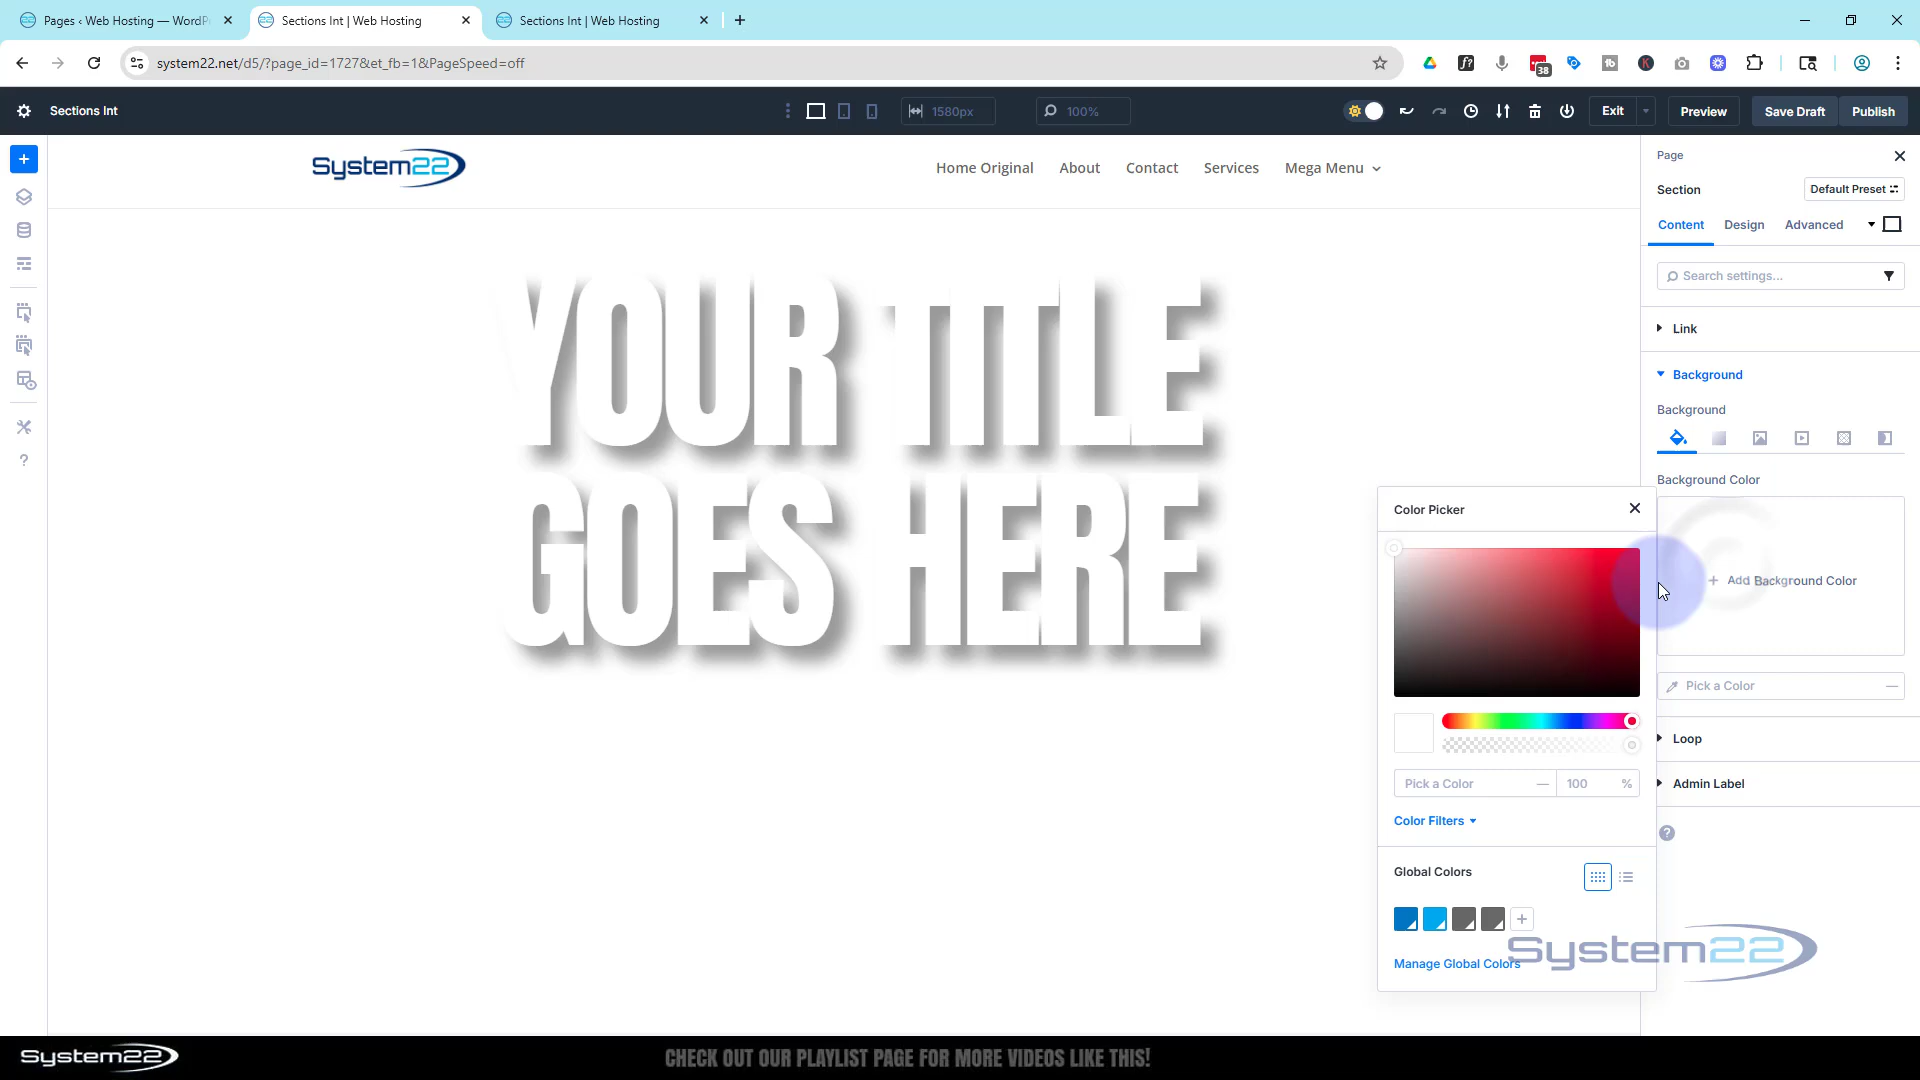 Pages ‹ Web Hosting — WordP
Sections Int | Web Hosting
Sections Int | Web Hosting
system22.net/d5/?page_id=1727&et_fb=1&PageSpeed=off
38
Sections Int
1580px
100%
Exit
Preview
Save Draft
Publish
System22
Home Original
About
Contact
Services
Mega Menu
YOUR TITLE
GOES HERE
Page
Section
Default Preset
Content
Design
Advanced
Search settings...
Link
Background
Background
Background Color
+ Add Background Color
Pick a Color
Loop
Admin Label
Color Picker
Pick a Color
100 %
Color Filters
Global Colors
Manage Global Colors
System22
System22
CHECK OUT OUR PLAYLIST PAGE FOR MORE VIDEOS LIKE THIS!